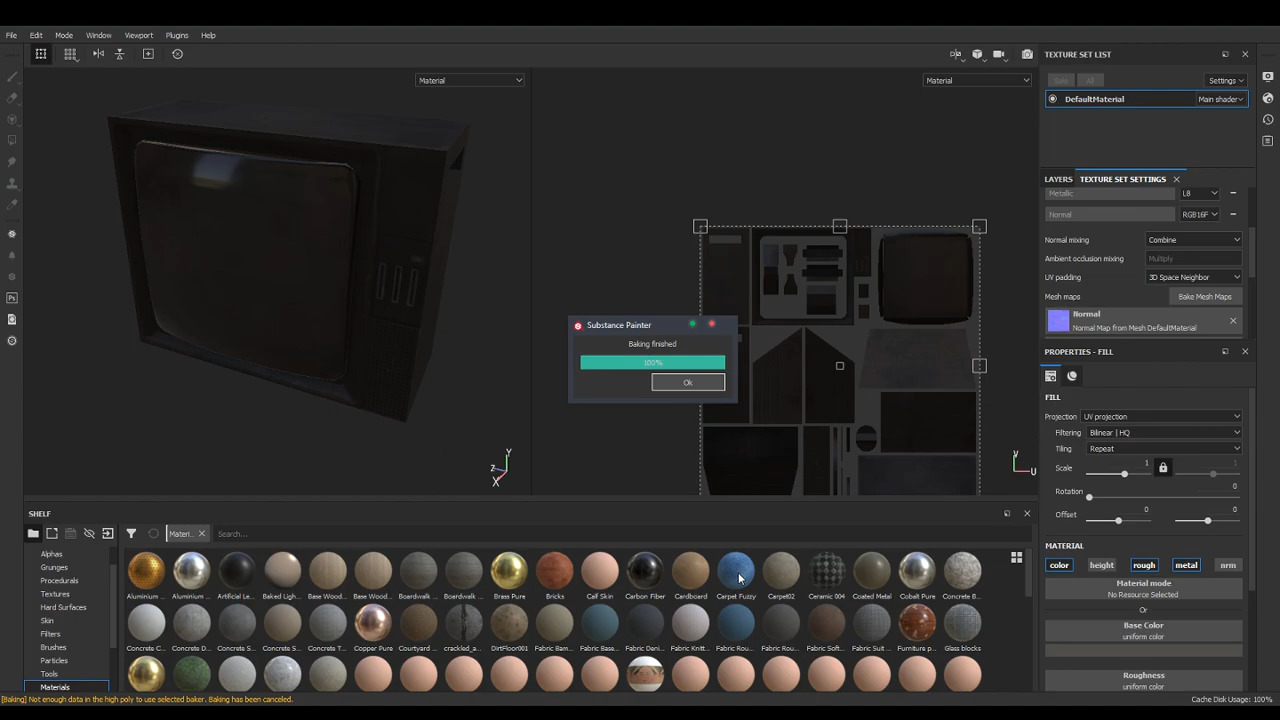 File Edit Mode Window Viewport Plugins Help
TEXTURE SET LIST
Material
Material
Settings
DefaultMaterial Main shader
LAYERS TEXTURE SET SETTINGS
Metallic L8
Normal RGB16F
Normal mixing Combine
Ambient occlusion mixing Multiply
UV padding 3D Space Neighbor
Mesh maps Bake Mesh Maps
Normal
Normal Map from Mesh DefaultMaterial
Substance Painter
Baking finished
100%
Ok
Y
Z
X
V
U
PROPERTIES - FILL
FILL
Projection UV projection
Filtering Bilinear | HQ
Tiling Repeat
Scale 1 1
Rotation 0
Offset 0 0
MATERIAL
color height rough metal nrm
Material mode
No Resource Selected
Or
Base Color
uniform color
Roughness
uniform color
SHELF
Materi... Search...
Alphas
Grunges
Procedurals
Textures
Hard Surfaces
Skin
Filters
Brushes
Particles
Tools
Materials
Aluminium ... Aluminium ... Artificial Le... Baked Ligh... Base Wood... Base Wood... Boardwalk ... Boardwalk ... Brass Pure Bricks Calf Skin Carbon Fiber Cardboard Carpet Fuzzy Carpet02 Ceramic 004 Coated Metal Cobalt Pure Concrete B...
Concrete C... Concrete D... Concrete S... Concrete S... Concrete T... Copper Pure Courtyard ... crackled_a... DirtFloor001 Fabric Bam... Fabric Base... Fabric Deni... Fabric Knitt... Fabric Rou... Fabric Rou... Fabric Soft... Fabric Suit ... Furniture p... Glass blocks
[Baking] Not enough data in the high poly to use selected baker. Baking has been canceled.
Cache Disk Usage: 100%